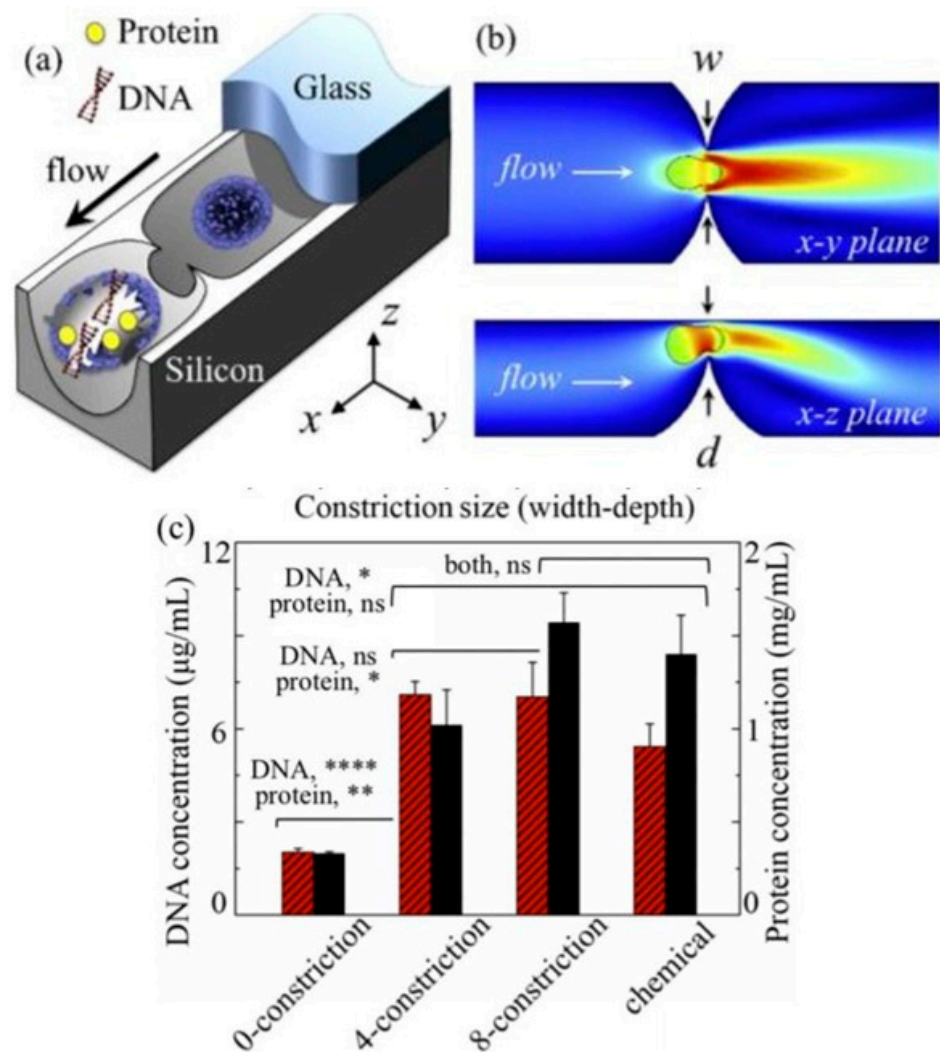 (a)
Protein
DNA
flow
Glass
Silicon
z
x
y
(b)
w
flow
x-y plane
flow
x-z plane
d
Constriction size (width-depth)
(c)
12
6
0
DNA concentration (µg/mL)
2
1
0
Protein concentration (mg/mL)
both, ns
DNA, *
protein, ns
DNA, ns
protein, *
DNA, ****
protein, **
0-constriction
4-constriction
8-constriction
chemical